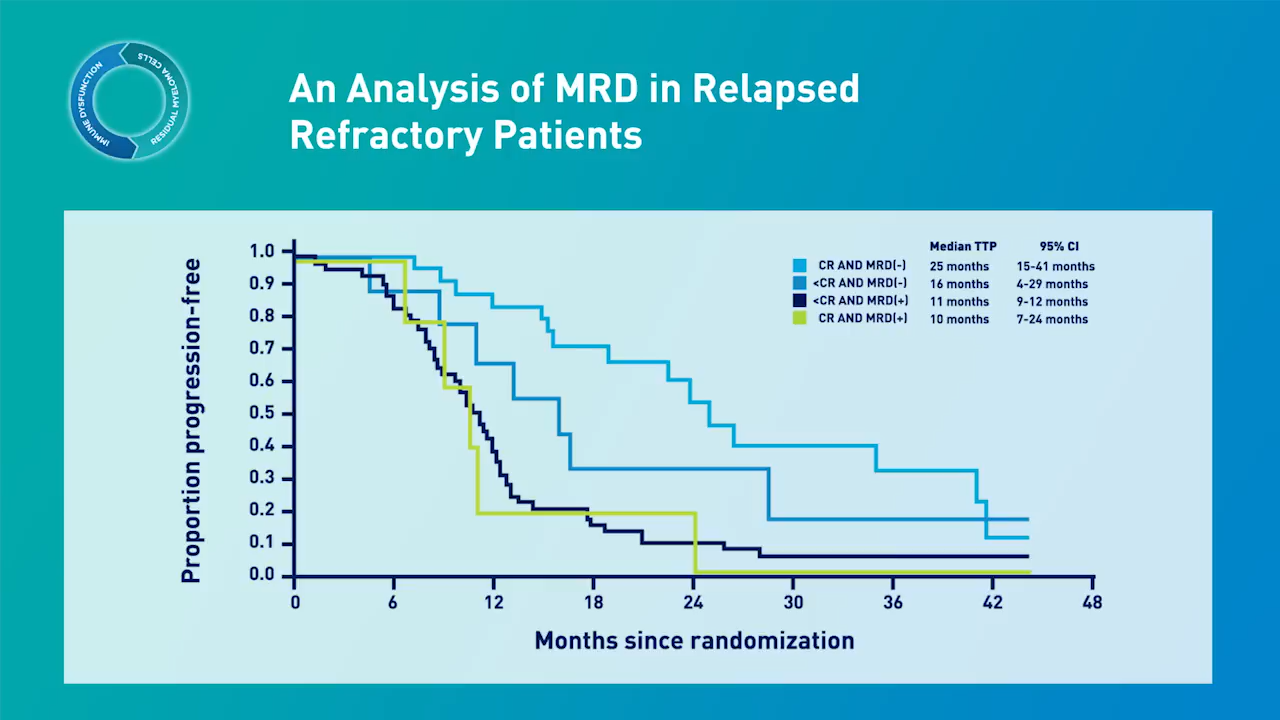 IMMUNE DYSFUNCTION
RESIDUAL MYELOMA CELLS
An Analysis of MRD in Relapsed
Refractory Patients
Median TTP 95% CI
CR AND MRD(-) 25 months 15-41 months
<CR AND MRD(-) 16 months 4-29 months
<CR AND MRD(+) 11 months 9-12 months
CR AND MRD(+) 10 months 7-24 months
Proportion progression-free
1.0
0.9
0.8
0.7
0.6
0.5
0.4
0.3
0.2
0.1
0.0
0 6 12 18 24 30 36 42 48
Months since randomization